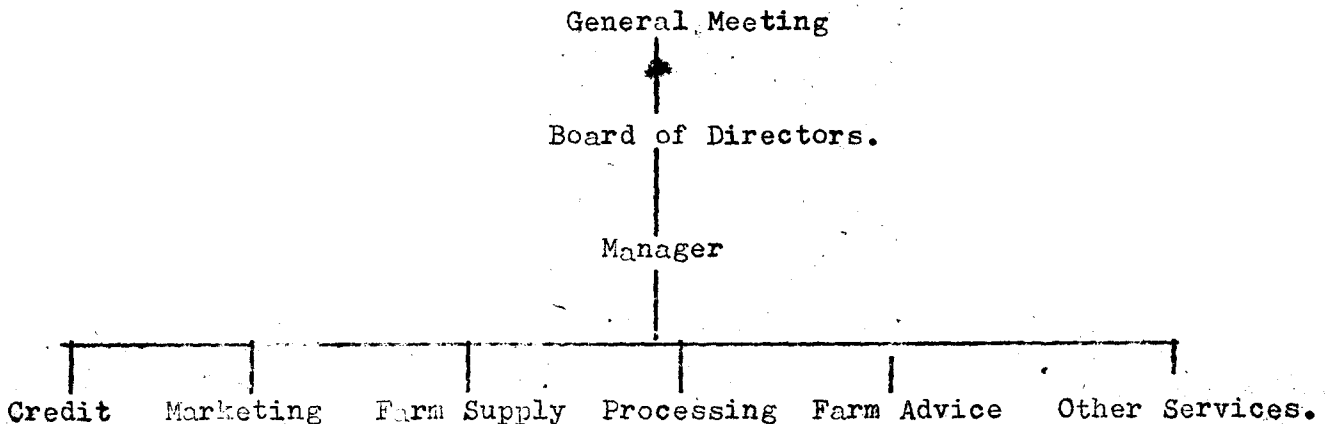 General Meeting
Board of Directors.
Manager
Credit Marketing Farm Supply Processing Farm Advice Other Services.